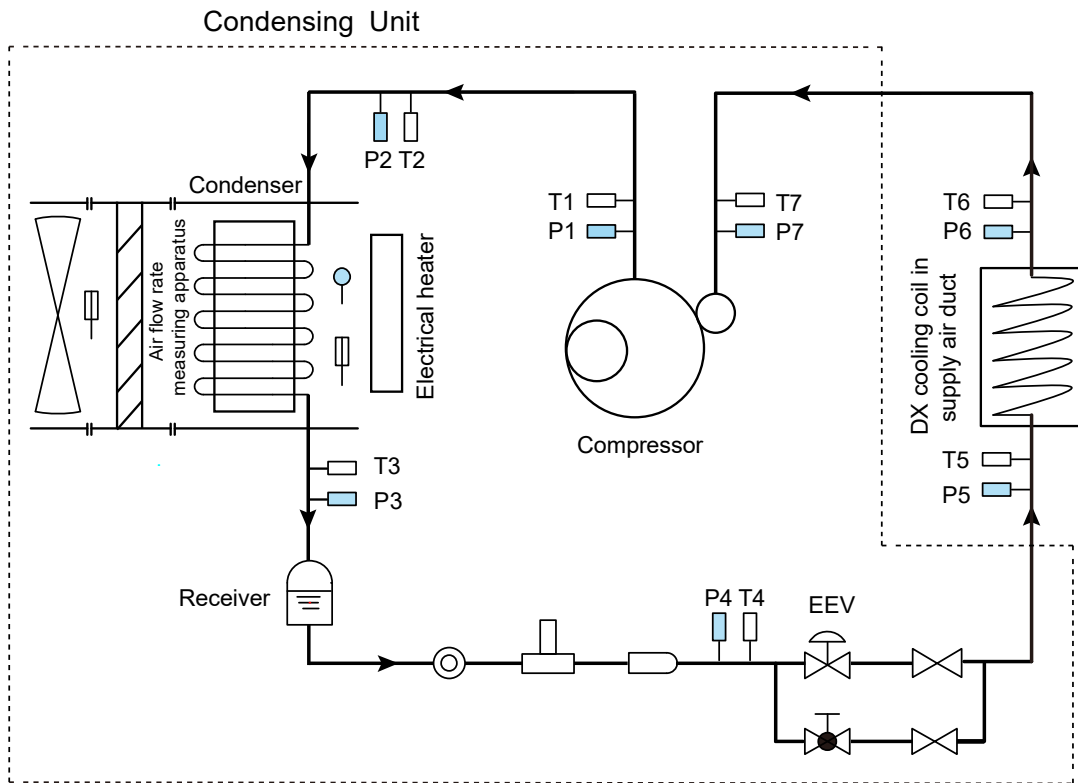 Condensing Unit
P2 T2
Condenser
T1
P1
T7
P7
T6
P6
Air flow rate
measuring apparatus
Electrical heater
DX cooling coil in
supply air duct
Compressor
T3
P3
T5
P5
Receiver
P4 T4
EEV